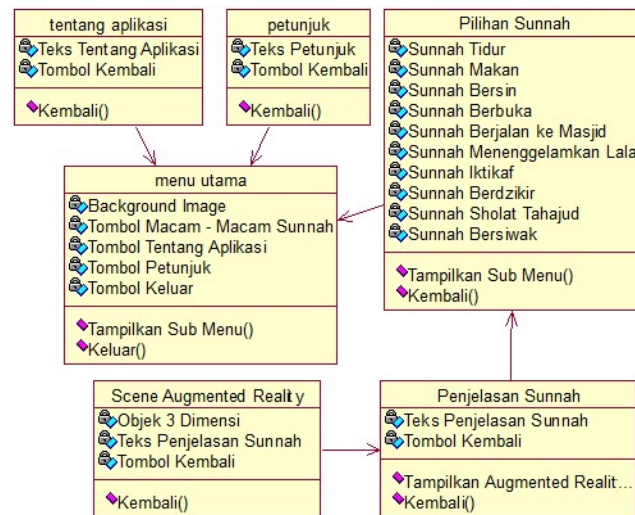 tentang aplikasi
Teks Tentang Aplikasi
Tombol Kembali
Kembali()
petunjuk
Teks Petunjuk
Tombol Kembali
Kembali()
Pilihan Sunnah
Sunnah Tidur
Sunnah Makan
Sunnah Bersin
Sunnah Berbuka
Sunnah Berjalan ke Masjid
Sunnah Menenggelamkan Lala
Sunnah Iktikaf
Sunnah Berdzikir
Sunnah Sholat Tahajud
Sunnah Bersiwak
Tampilkan Sub Menu()
Kembali()
menu utama
Background Image
Tombol Macam - Macam Sunnah
Tombol Tentang Aplikasi
Tombol Petunjuk
Tombol Keluar
Tampilkan Sub Menu()
Keluar()
Scene Augmented Reality
Objek 3 Dimensi
Teks Penjelasan Sunnah
Tombol Kembali
Kembali()
Penjelasan Sunnah
Teks Penjelasan Sunnah
Tombol Kembali
Tampilkan Augmented Realit...
Kembali()